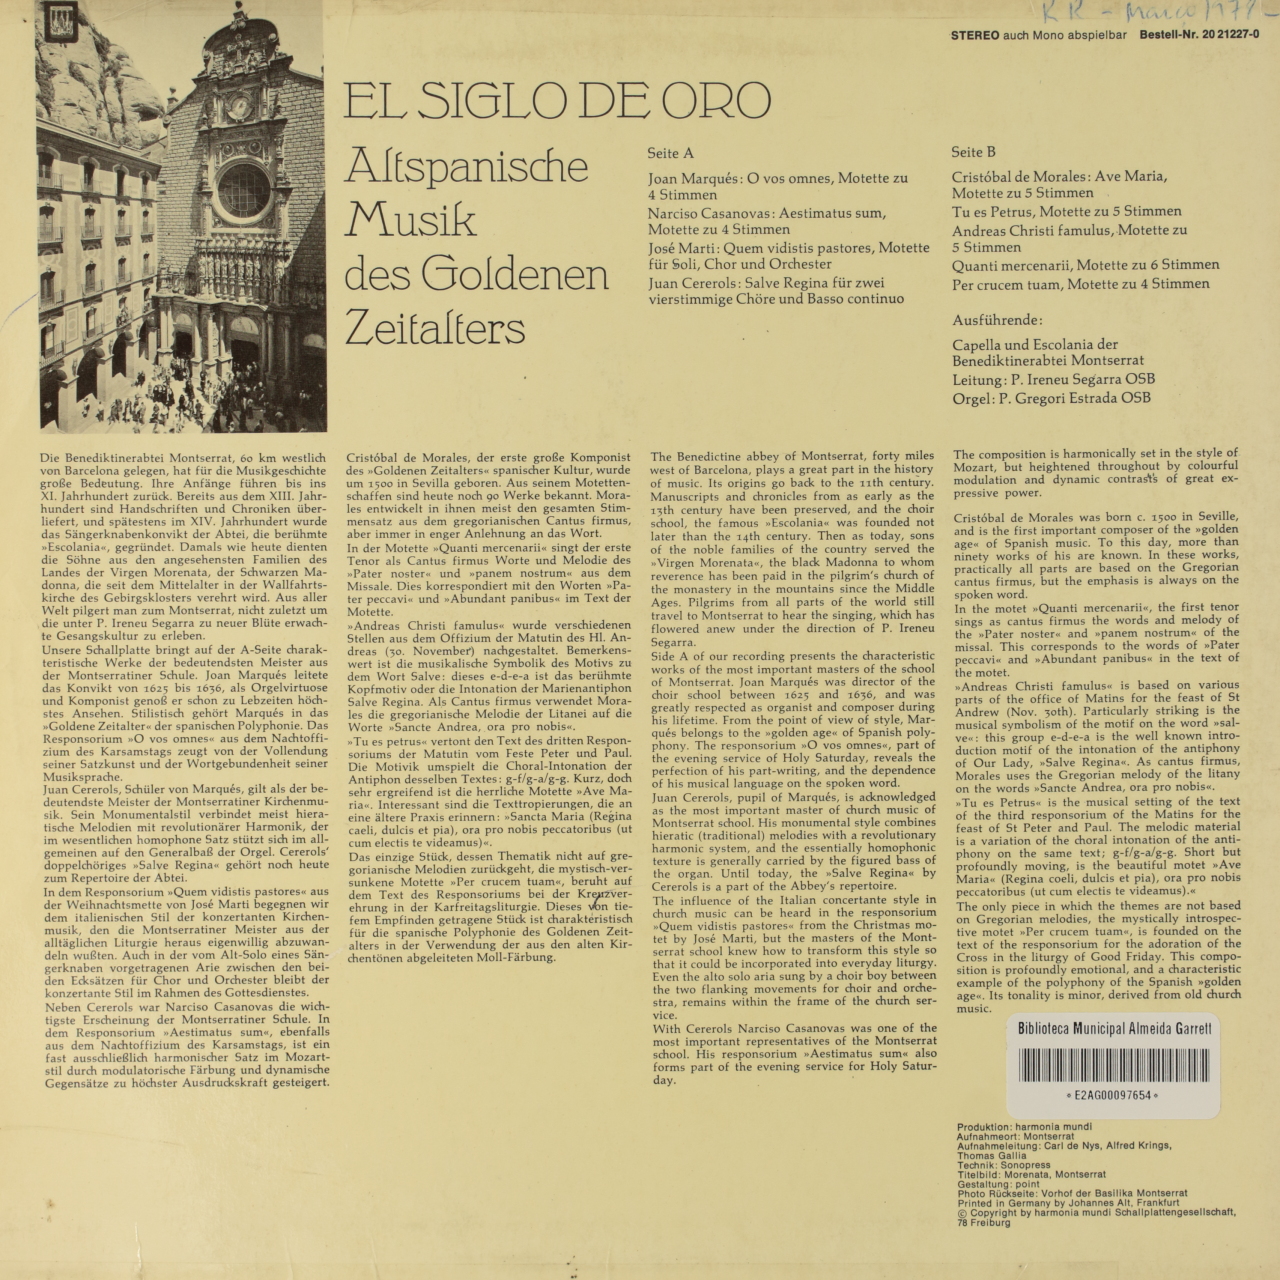 STEREO auch Mono abspielbar Bestell-Nr. 20 21227-0
EL SIGLO DE ORO
Altspanische
Musik
des Goldenen
Zeitalters
Seite A
Joan Marqués: O vos omnes, Motette zu
4 Stimmen
Narciso Casanovas: Aestimatus sum,
Motette zu 4 Stimmen
José Marti: Quem vidistis pastores, Motette
für Soli, Chor und Orchester
Juan Cererols: Salve Regina für zwei
vierstimmige Chöre und Basso continuo
Seite B
Cristóbal de Morales: Ave Maria,
Motette zu 5 Stimmen
Tu es Petrus, Motette zu 5 Stimmen
Andreas Christi famulus, Motette zu
5 Stimmen
Quanti mercenarii, Motette zu 6 Stimmen
Per crucem tuam, Motette zu 4 Stimmen
Ausführende:
Capella und Escolania der
Benediktinerabtei Montserrat
Leitung: P. Ireneu Segarra OSB
Orgel: P. Gregori Estrada OSB
Die Benediktinerabtei Montserrat, 60 km westlich
von Barcelona gelegen, hat für die Musikgeschichte
große Bedeutung. Ihre Anfänge führen bis ins
XI. Jahrhundert zurück. Bereits aus dem XIII. Jahr-
hundert sind Handschriften und Chroniken über-
liefert, und spätestens im XIV. Jahrhundert wurde
das Sängerknabenkonvikt der Abtei, die berühmte
»Escolania«, gegründet. Damals wie heute dienten
die Söhne aus den angesehensten Familien des
Landes der Virgen Morenata, der Schwarzen Ma-
donna, die seit dem Mittelalter in der Wallfahrts-
kirche des Gebirgsklosters verehrt wird. Aus aller
Welt pilgert man zum Montserrat, nicht zuletzt um
die unter P. Ireneu Segarra zu neuer Blüte erwach-
te Gesangskultur zu erleben.
Unsere Schallplatte bringt auf der A-Seite charak-
teristische Werke der bedeutendsten Meister aus
der Montserratiner Schule. Joan Marqués leitete
das Konvikt von 1625 bis 1636, als Orgelvirtuose
und Komponist genoß er schon zu Lebzeiten höch-
stes Ansehen. Stilistisch gehört Marqués in das
»Goldene Zeitalter« der spanischen Polyphonie. Das
Responsorium »O vos omnes« aus dem Nachtoffi-
zium des Karsamstags zeugt von der Vollendung
seiner Satzkunst und der Wortgebundenheit seiner
Musiksprache.
Juan Cererols, Schüler von Marqués, gilt als der be-
deutendste Meister der Montserratiner Kirchenmu-
sik. Sein Monumentalstil verbindet meist hiera-
tische Melodien mit revolutionärer Harmonik, der
im wesentlichen homophone Satz stützt sich im all-
gemeinen auf den Generalbaß der Orgel. Cererols'
doppelchöriges »Salve Regina« gehört noch heute
zum Repertoire der Abtei.
In dem Responsorium »Quem vidistis pastores« aus
der Weihnachtsmette von José Marti begegnen wir
dem italienischen Stil der konzertanten Kirchen-
musik, den die Montserratiner Meister aus der
alltäglichen Liturgie heraus eigenwillig abzuwan-
deln wußten. Auch in der vom Alt-Solo eines Sän-
gerknaben vorgetragenen Arie zwischen den bei-
den Ecksätzen für Chor und Orchester bleibt der
konzertante Stil im Rahmen des Gottesdienstes.
Neben Cererols war Narciso Casanovas die wich-
tigste Erscheinung der Montserratiner Schule. In
dem Responsorium »Aestimatus sum«, ebenfalls
aus dem Nachtoffizium des Karsamstags, ist ein
fast ausschließlich harmonischer Satz im Mozart-
stil durch modulatorische Färbung und dynamische
Gegensätze zu höchster Ausdruckskraft gesteigert.
Cristóbal de Morales, der erste große Komponist
des »Goldenen Zeitalters« spanischer Kultur, wurde
um 1500 in Sevilla geboren. Aus seinem Motetten-
schaffen sind heute noch 90 Werke bekannt. Mora-
les entwickelt in ihnen meist den gesamten Stim-
mensatz aus dem gregorianischen Cantus firmus,
aber immer in enger Anlehnung an das Wort.
In der Motette »Quanti mercenarii« singt der erste
Tenor als Cantus firmus Worte und Melodie des
»Pater noster« und »panem nostrum« aus dem
Missale. Dies korrespondiert mit den Worten »Pa-
ter peccavi« und »Abundant panibus« im Text der
Motette.
»Andreas Christi famulus« wurde verschiedenen
Stellen aus dem Offizium der Matutin des Hl. An-
dreas (30. November) nachgestaltet. Bemerkens-
wert ist die musikalische Symbolik des Motivs zu
dem Wort Salve: dieses e-d-e-a ist das berühmte
Kopfmotiv oder die Intonation der Marienantiphon
Salve Regina. Als Cantus firmus verwendet Mora-
les die gregorianische Melodie der Litanei auf die
Worte »Sancte Andrea, ora pro nobis«.
»Tu es petrus« vertont den Text des dritten Respon-
soriums der Matutin vom Feste Peter und Paul.
Die Motivik umspielt die Choral-Intonation der
Antiphon desselben Textes: g-f/g-a/g-g. Kurz, doch
sehr ergreifend ist die herrliche Motette »Ave Ma-
ria«. Interessant sind die Texttropierungen, die an
eine ältere Praxis erinnern: »Sancta Maria (Regina
caeli, dulcis et pia), ora pro nobis peccatoribus (ut
cum electis te videamus)«.
Das einzige Stück, dessen Thematik nicht auf gre-
gorianische Melodien zurückgeht, die mystisch-ver-
sunkene Motette »Per crucem tuam«, beruht auf
dem Text des Responsoriums bei der Kreuzver-
ehrung in der Karfreitagsliturgie. Dieses von tie-
fem Empfinden getragene Stück ist charakteristisch
für die spanische Polyphonie des Goldenen Zeit-
alters in der Verwendung der aus den alten Kir-
chentönen abgeleiteten Moll-Färbung.
The Benedictine abbey of Montserrat, forty miles
west of Barcelona, plays a great part in the history
of music. Its origins go back to the 11th century.
Manuscripts and chronicles from as early as the
13th century have been preserved, and the choir
school, the famous »Escolania« was founded not
later than the 14th century. Then as today, sons
of the noble families of the country served the
»Virgen Morenata«, the black Madonna to whom
reverence has been paid in the pilgrim's church of
the monastery in the mountains since the Middle
Ages. Pilgrims from all parts of the world still
travel to Montserrat to hear the singing, which has
flowered anew under the direction of P. Ireneu
Segarra.
Side A of our recording presents the characteristic
works of the most important masters of the school
of Montserrat. Joan Marqués was director of the
choir school between 1625 and 1636, and was
greatly respected as organist and composer during
his lifetime. From the point of view of style, Mar-
qués belongs to the »golden age« of Spanish poly-
phony. The responsorium »O vos omnes«, part of
the evening service of Holy Saturday, reveals the
perfection of his part-writing, and the dependence
of his musical language on the spoken word.
Juan Cererols, pupil of Marqués, is acknowledged
as the most important master of church music of
Montserrat school. His monumental style combines
hieratic (traditional) melodies with a revolutionary
harmonic system, and the essentially homophonic
texture is generally carried by the figured bass of
the organ. Until today, the »Salve Regina« by
Cererols is a part of the Abbey's repertoire.
The influence of the Italian concertante style in
church music can be heard in the responsorium
»Quem vidistis pastores« from the Christmas mo-
tet by José Marti, but the masters of the Mont-
serrat school knew how to transform this style so
that it could be incorporated into everyday liturgy.
Even the alto solo aria sung by a choir boy between
the two flanking movements for choir and orche-
stra, remains within the frame of the church ser-
vice.
With Cererols Narciso Casanovas was one of the
most important representatives of the Montserrat
school. His responsorium »Aestimatus sum« also
forms part of the evening service for Holy Satur-
day.
The composition is harmonically set in the style of
Mozart, but heightened throughout by colourful
modulation and dynamic contrasts of great ex-
pressive power.
Cristóbal de Morales was born c. 1500 in Seville,
and is the first important composer of the »golden
age« of Spanish music. To this day, more than
ninety works of his are known. In these works,
practically all parts are based on the Gregorian
cantus firmus, but the emphasis is always on the
spoken word.
In the motet »Quanti mercenarii«, the first tenor
sings as cantus firmus the words and melody of
the »Pater noster« and »panem nostrum« of the
missal. This corresponds to the words of »Pater
peccavi« and »Abundant panibus« in the text of
the motet.
»Andreas Christi famulus« is based on various
parts of the office of Matins for the feast of St
Andrew (Nov. 30th). Particularly striking is the
musical symbolism of the motif on the word »sal-
ve«: this group e-d-e-a is the well known intro-
duction motif of the intonation of the antiphony
of Our Lady, »Salve Regina«. As cantus firmus,
Morales uses the Gregorian melody of the litany
on the words »Sancte Andrea, ora pro nobis«.
»Tu es Petrus« is the musical setting of the text
of the third responsorium of the Matins for the
feast of St Peter and Paul. The melodic material
is a variation of the choral intonation of the anti-
phony on the same text; g-f/g-a/g-g. Short but
profoundly moving, is the beautiful motet »Ave
Maria« (Regina coeli, dulcis et pia), ora pro nobis
peccatoribus (ut cum electis te videamus).«
The only piece in which the themes are not based
on Gregorian melodies, the mystically introspec-
tive motet »Per crucem tuam«, is founded on the
text of the responsorium for the adoration of the
Cross in the liturgy of Good Friday. This compo-
sition is profoundly emotional, and a characteristic
example of the polyphony of the Spanish »golden
age«. Its tonality is minor, derived from old church
music.
Biblioteca Municipal Almeida Garrett
E2AG00097654
Produktion: harmonia mundi
Aufnahmeort: Montserrat
Aufnahmeleitung: Carl de Nys, Alfred Krings,
Thomas Gallia
Technik: Sonopress
Titelbild: Morenata, Montserrat
Gestaltung: point
Photo Rückseite: Vorhof der Basilika Montserrat
Printed in Germany by Johannes Alt, Frankfurt
© Copyright by harmonia mundi Schallplattengesellschaft,
78 Freiburg